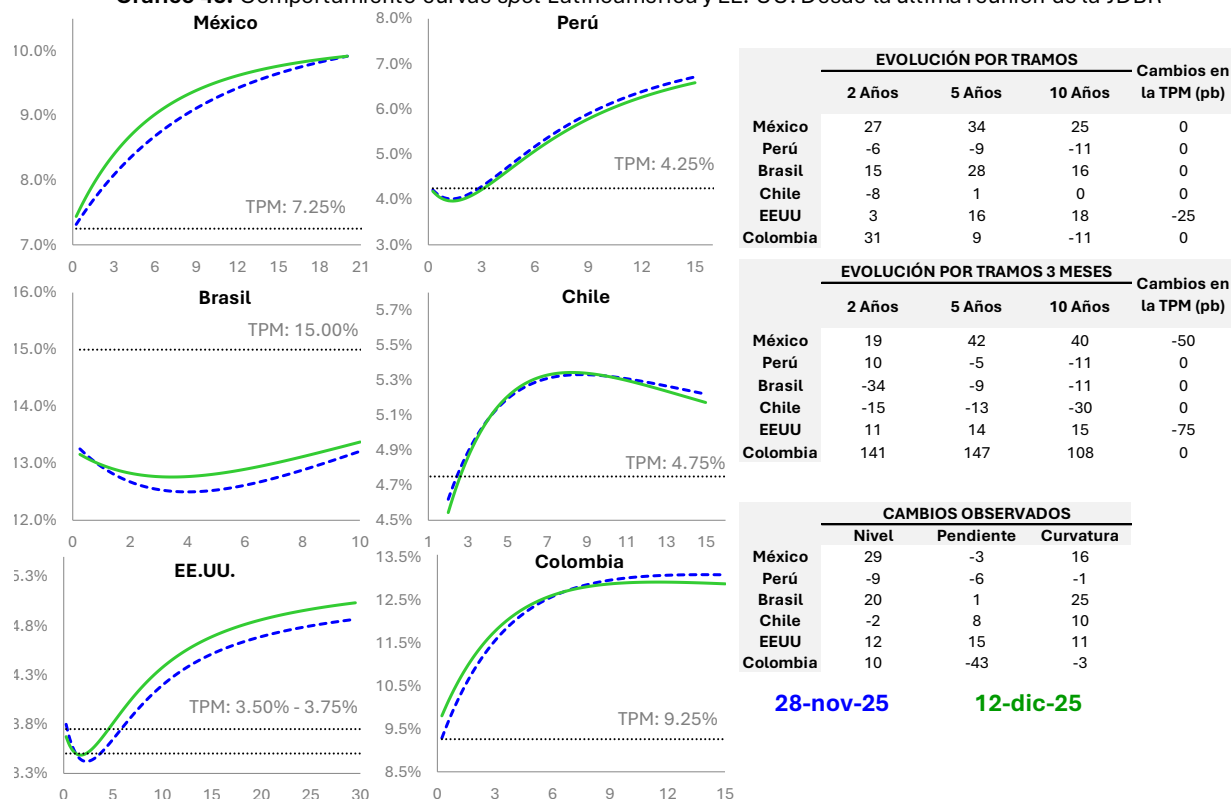 México
10.0%
9.0%
8.0%
7.0%
TPM: 7.25%
0 3 6 9 12 15 18 21
Perú
8.0%
7.0%
6.0%
5.0%
4.0%
3.0%
TPM: 4.25%
0 3 6 9 12 15
Brasil
16.0%
15.0%
14.0%
13.0%
12.0%
TPM: 15.00%
0 2 4 6 8 10
Chile
5.7%
5.5%
5.3%
5.1%
4.9%
4.7%
4.5%
TPM: 4.75%
1 3 5 7 9 11 13 15
EE.UU.
5.3%
4.8%
4.3%
3.8%
3.3%
TPM: 3.50% - 3.75%
0 5 10 15 20 25 30
Colombia
13.5%
12.5%
11.5%
10.5%
9.5%
8.5%
TPM: 9.25%
0 3 6 9 12 15
EVOLUCIÓN POR TRAMOS
Cambios en
la TPM (pb)
2 Años 5 Años 10 Años
México 27 34 25 0
Perú -6 -9 -11 0
Brasil 15 28 16 0
Chile -8 1 0 0
EEUU 3 16 18 -25
Colombia 31 9 -11 0
EVOLUCIÓN POR TRAMOS 3 MESES
Cambios en
la TPM (pb)
2 Años 5 Años 10 Años
México 19 42 40 -50
Perú 10 -5 -11 0
Brasil -34 -9 -11 0
Chile -15 -13 -30 0
EEUU 11 14 15 -75
Colombia 141 147 108 0
CAMBIOS OBSERVADOS
Nivel Pendiente Curvatura
México 29 -3 16
Perú -9 -6 -1
Brasil 20 1 25
Chile -2 8 10
EEUU 12 15 11
Colombia 10 -43 -3
28-nov-25 12-dic-25